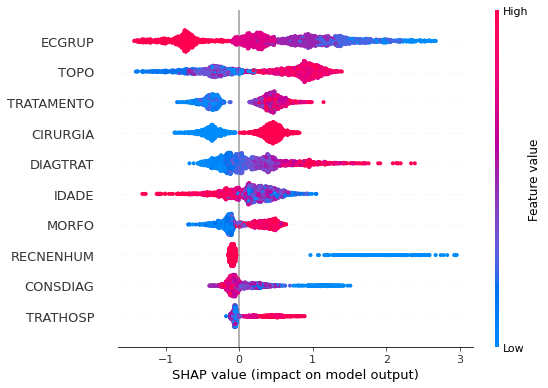 High
ECGRUP
TOPO
TRATAMENTO
CIRURGIA
DIAGTRAT
IDADE
MORFO
RECNENHUM
CONSDIAG
TRATHOSP
Feature value
Low
−1
0
1
2
3
SHAP value (impact on model output)